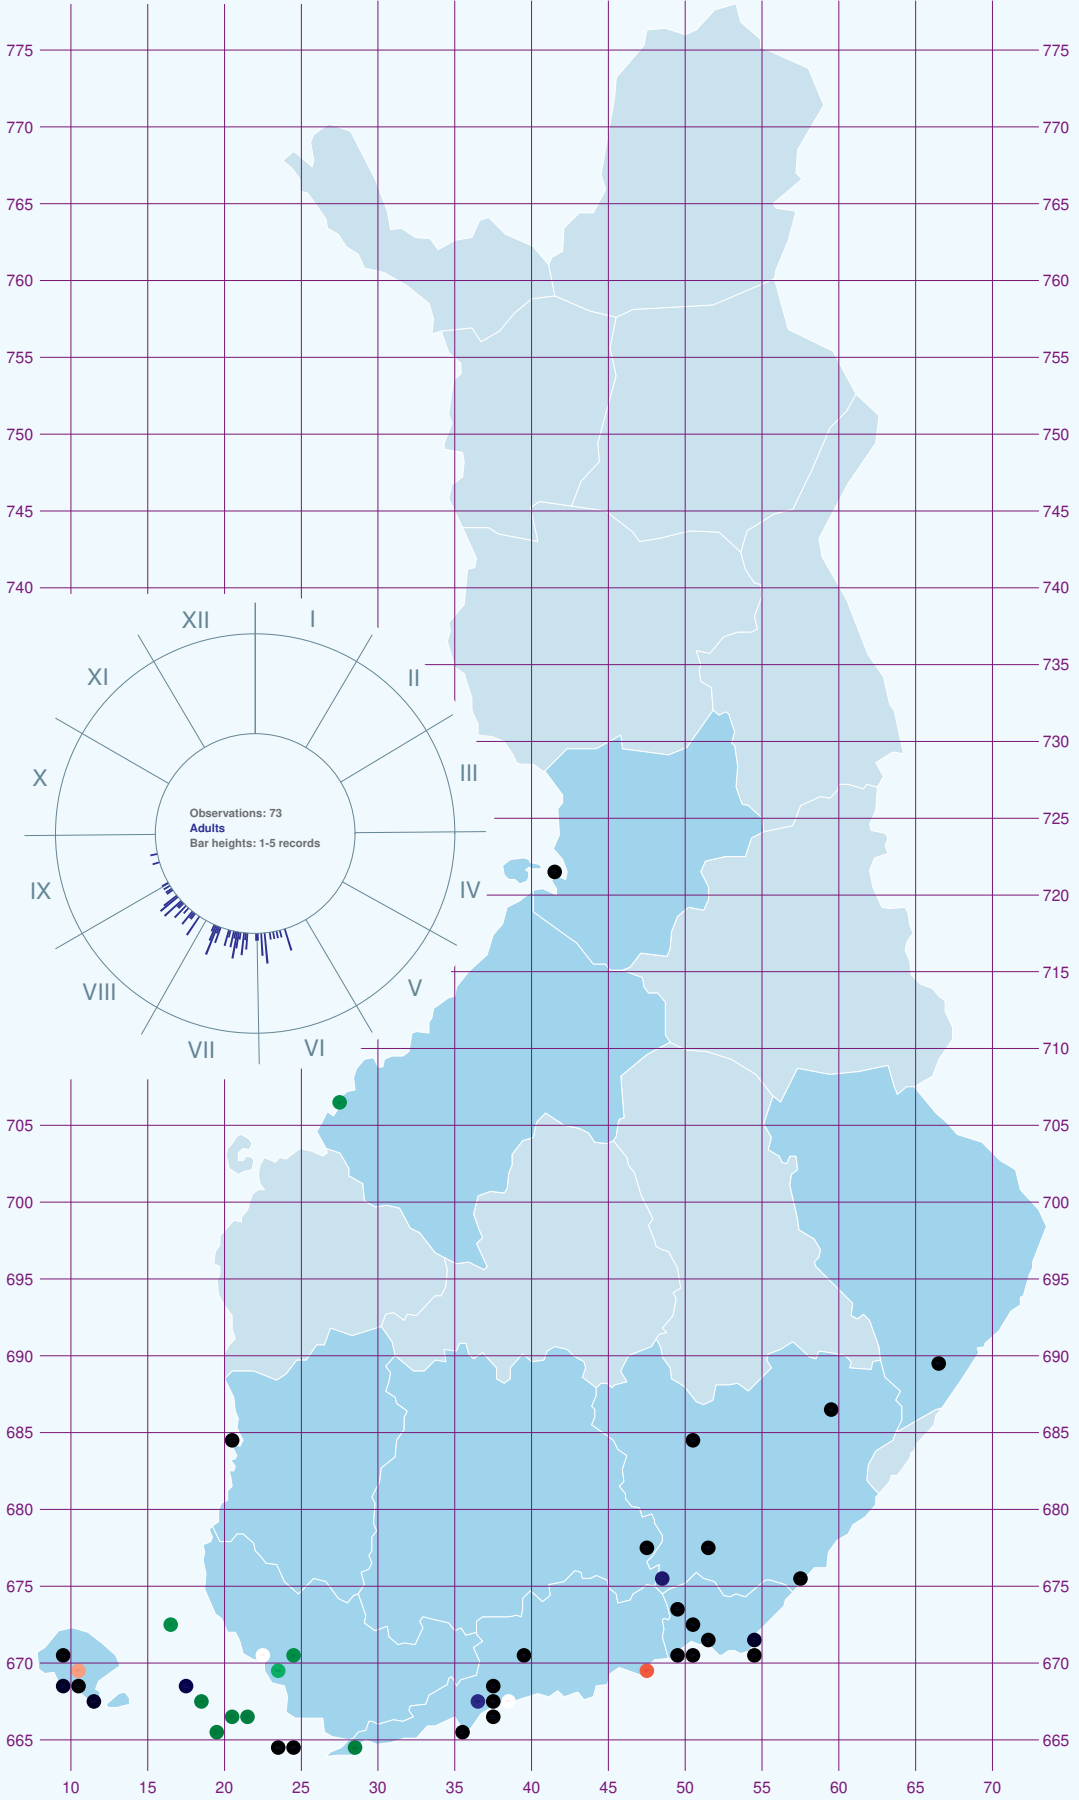 775 775
770 770
765 765
760 760
755 755
750 750
745 745
740 740
XII I
XI II
735 735
730 730
X III
725 725
Observations: 73
Adults
Bar heights: 1-5 records
IX IV
720 720
VIII V
715 715
VII VI
710 710
705 705
700 700
695 695
690 690
685 685
680 680
675 675
670 670
665 665
10 15 20 25 30 35 40 45 50 55 60 65 70